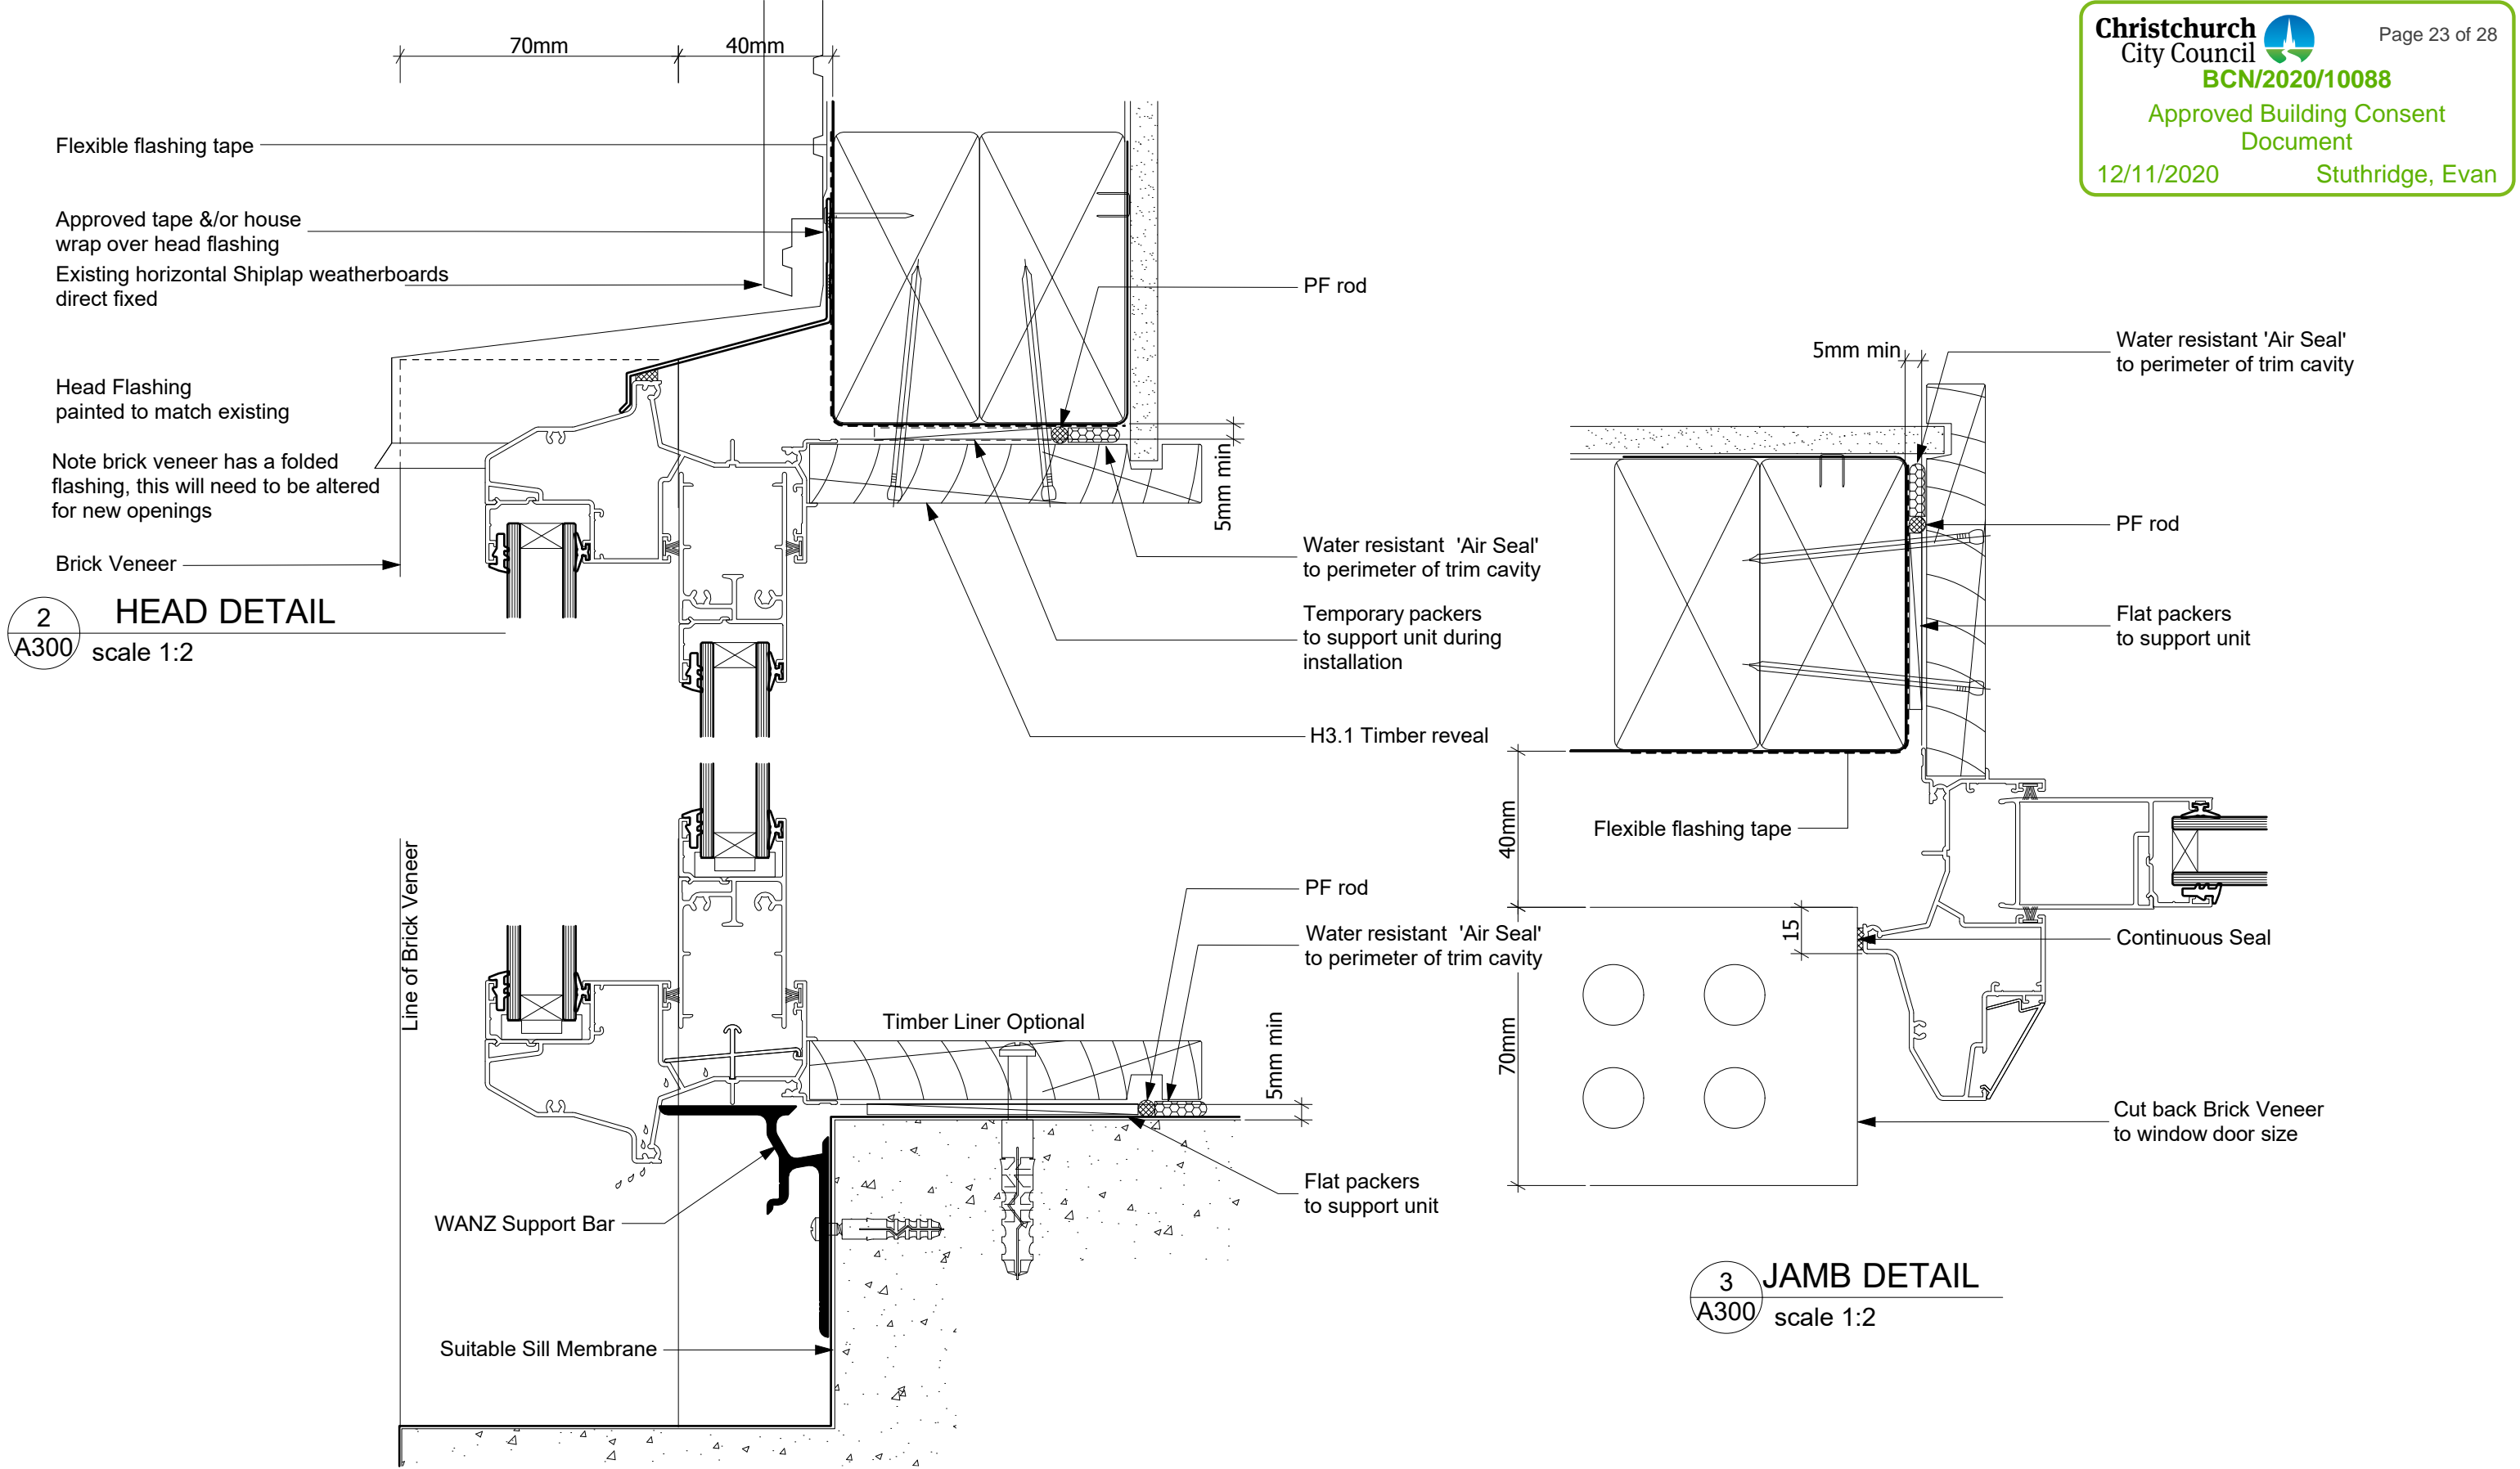 Christchurch
City Council
Page 23 of 28
BCN/2020/10088
Approved Building Consent
Document
12/11/2020 Stuthridge, Evan
70mm
40mm
Flexible flashing tape
Approved tape &/or house
wrap over head flashing
Existing horizontal Shiplap weatherboards
direct fixed
Head Flashing
painted to match existing
Note brick veneer has a folded
flashing, this will need to be altered
for new openings
Brick Veneer
PF rod
5mm min
Water resistant 'Air Seal'
to perimeter of trim cavity
Temporary packers
to support unit during
installation
H3.1 Timber reveal
2
A300
HEAD DETAIL
scale 1:2
Line of Brick Veneer
Timber Liner Optional
PF rod
Water resistant 'Air Seal'
to perimeter of trim cavity
5mm min
Flat packers
to support unit
WANZ Support Bar
Suitable Sill Membrane
5mm min
Water resistant 'Air Seal'
to perimeter of trim cavity
PF rod
Flat packers
to support unit
Flexible flashing tape
40mm
15
70mm
Continuous Seal
Cut back Brick Veneer
to window door size
3
A300
JAMB DETAIL
scale 1:2